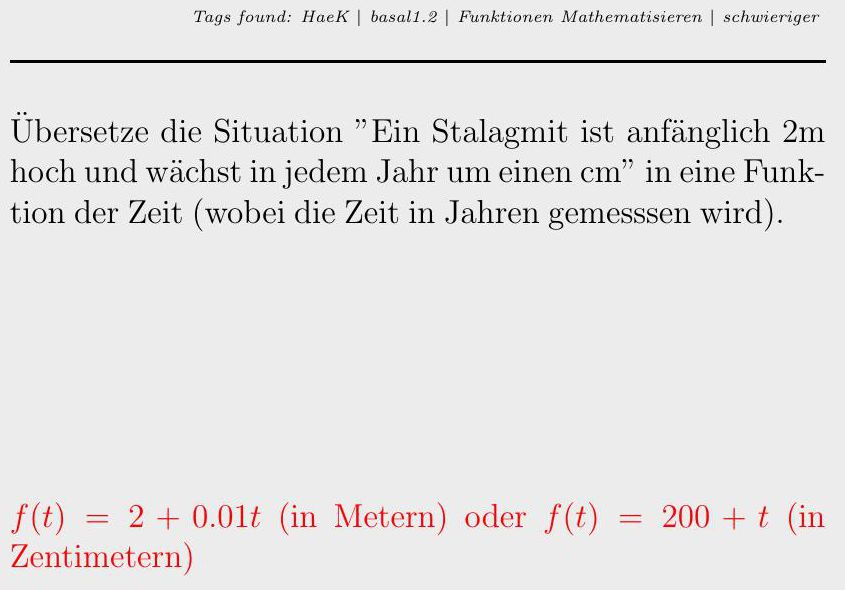 Tags found: HaeK | basal1.2 | Funktionen Mathematisieren | schwieriger
Übersetze die Situation ”Ein Stalagmit ist anfänglich 2m
hoch und wächst in jedem Jahr um einen cm” in eine Funk-
tion der Zeit (wobei die Zeit in Jahren gemesssen wird).
f(t) = 2 + 0.01t (in Metern) oder f(t) = 200 + t (in
Zentimetern)